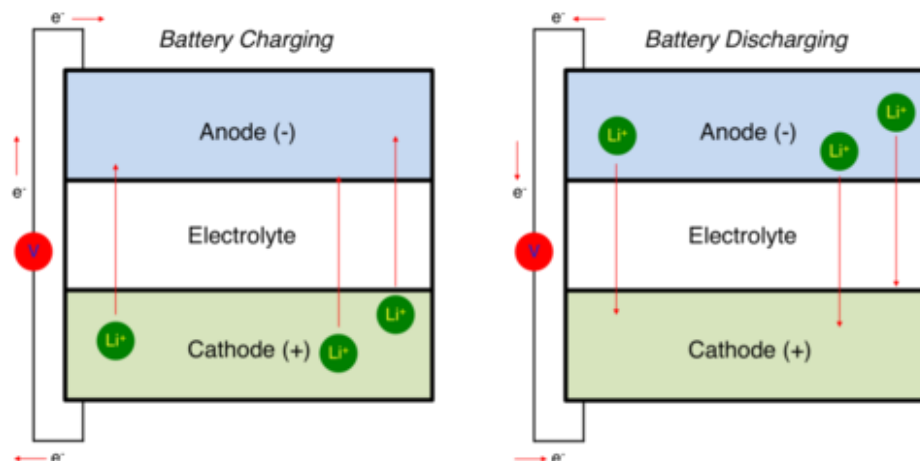 e-
Battery Charging
Anode (-)
e-
Electrolyte
V
Li+
Cathode (+)
Li+
Li+
e-
e-
Battery Discharging
Li+
Anode (-)
Li+
Li+
e-
Electrolyte
V
Cathode (+)
e-